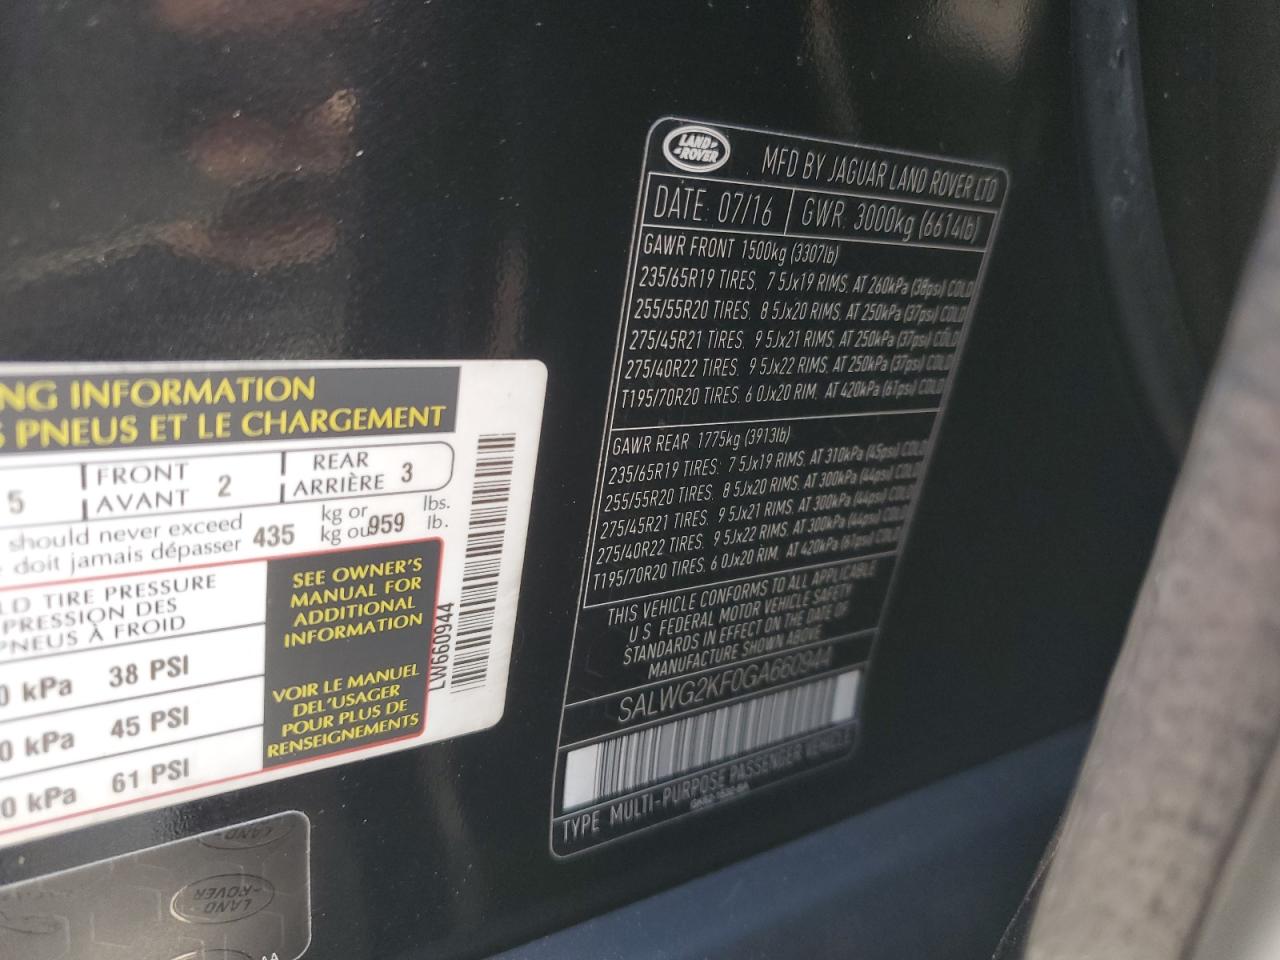 NG INFORMATION
S PNEUS ET LE CHARGEMENT
5 FRONT AVANT 2 REAR ARRIÈRE 3
should never exceed 435 kg or 959 lbs.
doit jamais dépasser kg ou lb.
LD TIRE PRESSURE
PRESSION DES
PNEUS À FROID
0 kPa 38 PSI
0 kPa 45 PSI
0 kPa 61 PSI
SEE OWNER'S
MANUAL FOR
ADDITIONAL
INFORMATION
VOIR LE MANUEL
DEL'USAGER
POUR PLUS DE
RENSEIGNEMENTS
LW660944
LAND ROVER
LAND-ROVER
AA
LAND-ROVER
MFD BY JAGUAR LAND ROVER LTD
DATE: 07/16 GWR: 3000kg (6614lb)
GAWR FRONT 1500kg (3307lb)
235/65R19 TIRES, 7 5Jx19 RIMS, AT 260kPa (38psi) COLD
255/55R20 TIRES, 8 5Jx20 RIMS, AT 250kPa (37psi) COLD
275/45R21 TIRES, 9 5Jx21 RIMS, AT 250kPa (37psi) COLD
275/40R22 TIRES, 9 5Jx22 RIMS, AT 250kPa (37psi) COLD
T195/70R20 TIRES, 6 0Jx20 RIM, AT 420kPa (61psi) COLD
GAWR REAR 1775kg (3913lb)
235/65R19 TIRES: 7 5Jx19 RIMS, AT 310kPa (45psi) COLD
255/55R20 TIRES, 8 5Jx20 RIMS, AT 300kPa (44psi) COLD
275/45R21 TIRES, 9 5Jx21 RIMS, AT 300kPa (44psi) COLD
275/40R22 TIRES, 9 5Jx22 RIMS, AT 300kPa (44psi) COLD
T195/70R20 TIRES, 6 0Jx20 RIM, AT 420kPa (61psi) COLD
THIS VEHICLE CONFORMS TO ALL APPLICABLE
U S FEDERAL MOTOR VEHICLE SAFETY
STANDARDS IN EFFECT ON THE DATE OF
MANUFACTURE SHOWN ABOVE.
SALWG2KF0GA660944
TYPE MULTI-PURPOSE PASSENGER VEHICLE